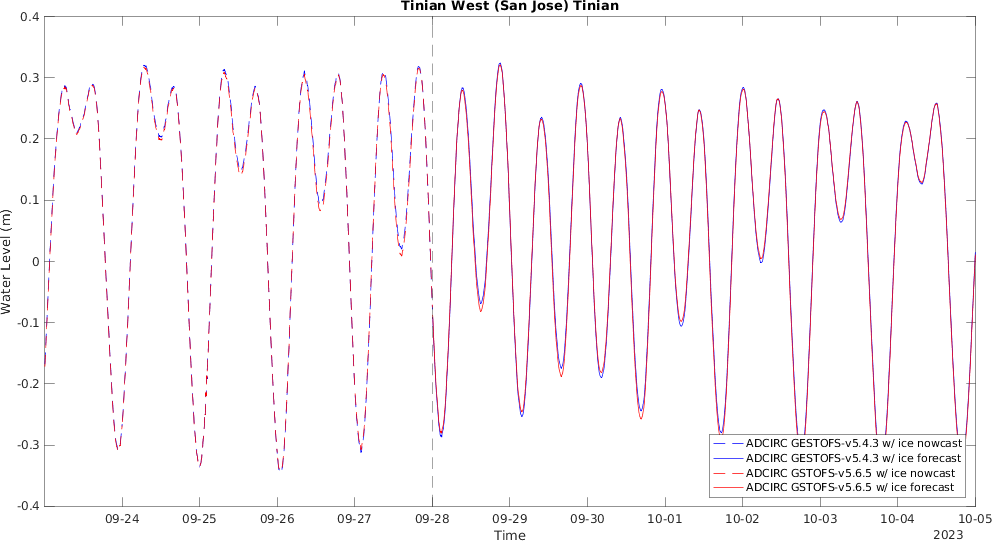 Tinian West (San Jose) Tinian
0.4
0.3
0.2
0.1
0
-0.1
-0.2
-0.3
-0.4
Water Level (m)
ADCIRC GESTOFS-v5.4.3 w/ ice nowcast
ADCIRC GESTOFS-v5.4.3 w/ ice forecast
ADCIRC GSTOFS-v5.6.5 w/ ice nowcast
ADCIRC GSTOFS-v5.6.5 w/ ice forecast
09-24 09-25 09-26 09-27 09-28 09-29 09-30 10-01 10-02 10-03 10-04 10-05
Time
2023